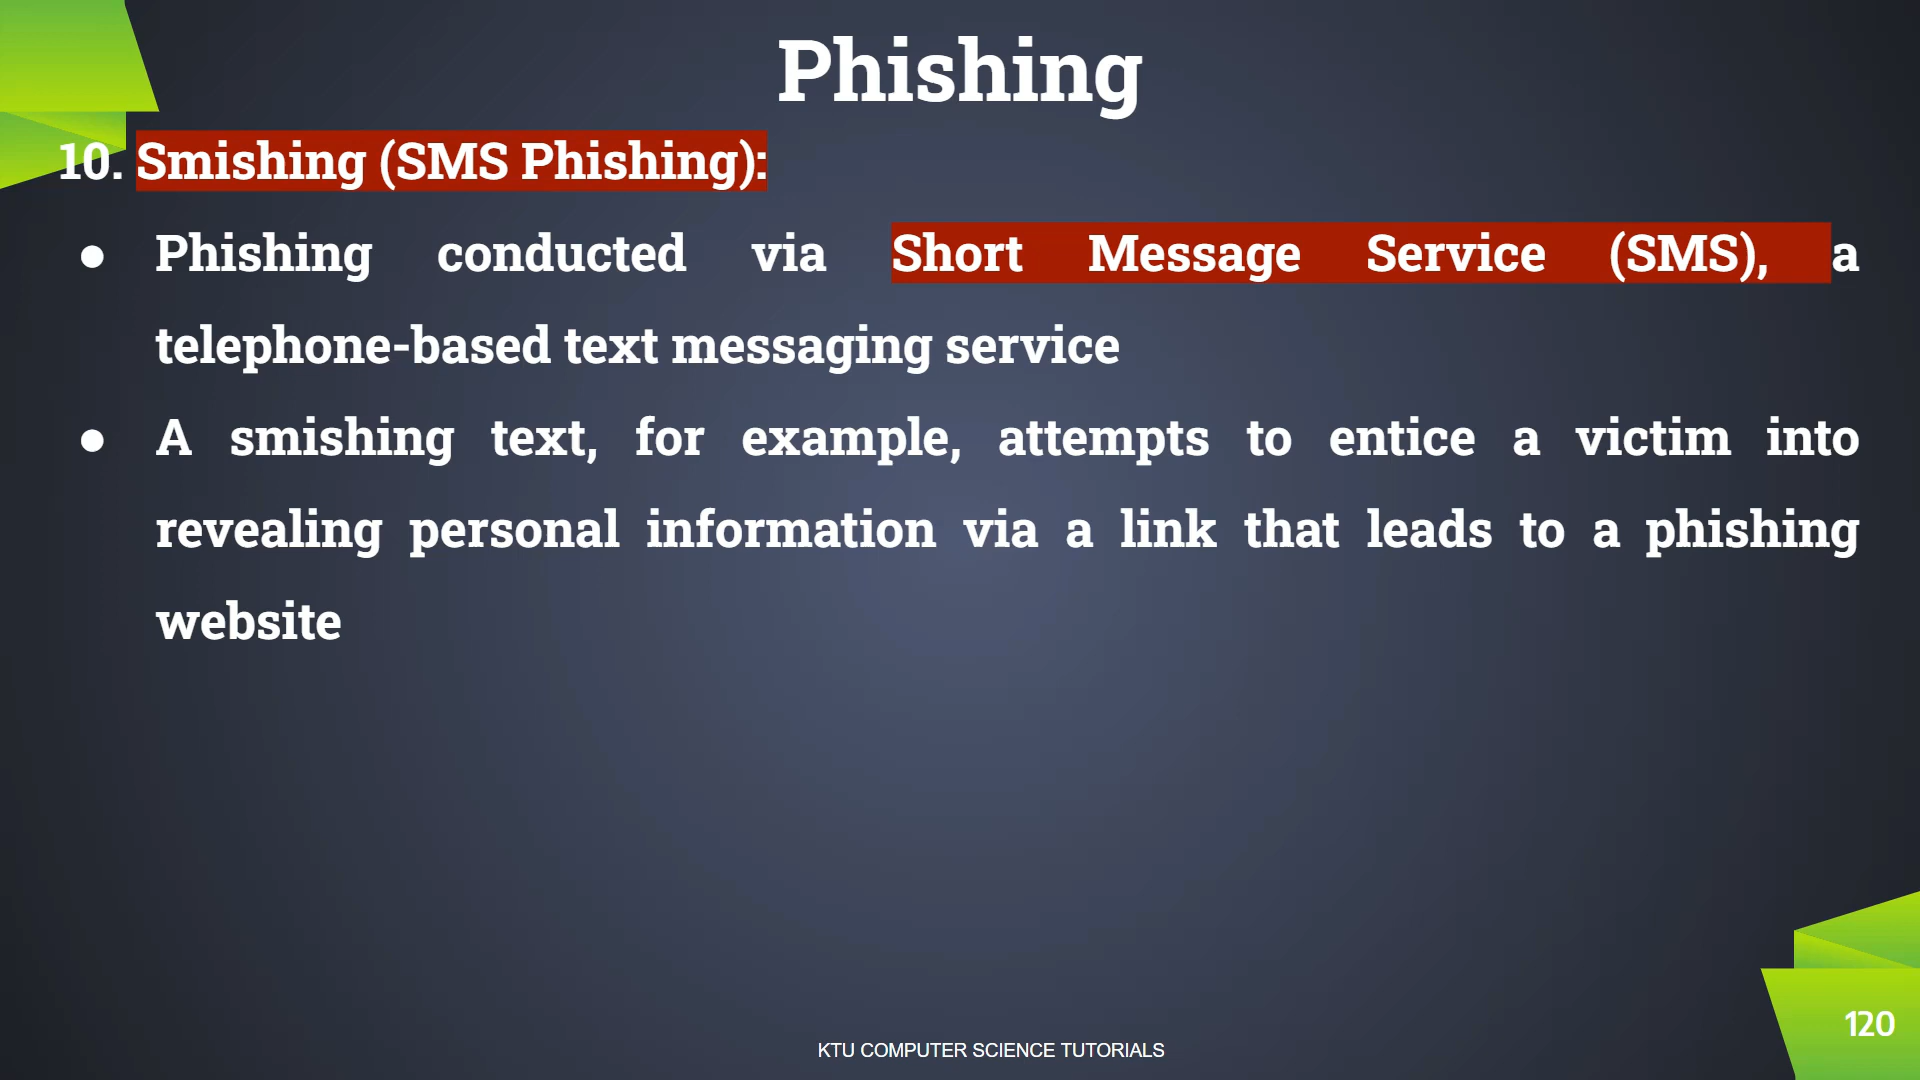 Phishing
10. Smishing (SMS Phishing):
● Phishing conducted via Short Message Service (SMS), a
telephone-based text messaging service
● A smishing text, for example, attempts to entice a victim into
revealing personal information via a link that leads to a phishing
website
KTU COMPUTER SCIENCE TUTORIALS
120